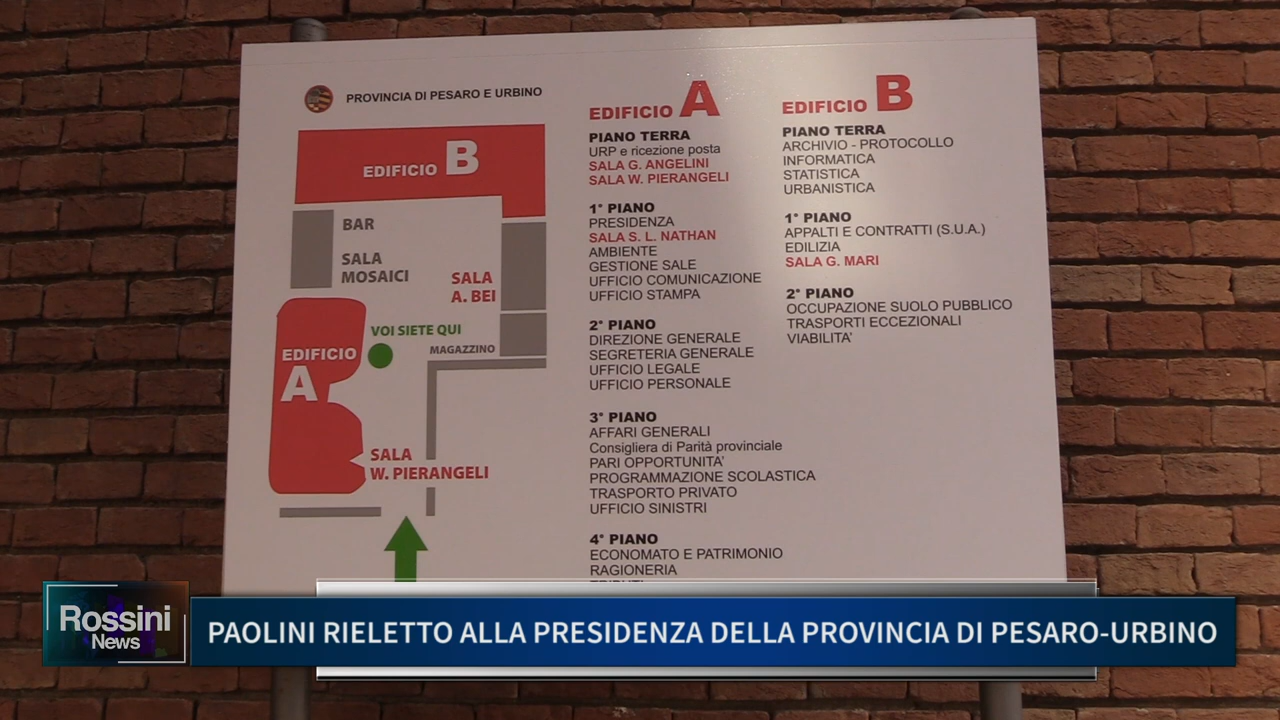 PROVINCIA DI PESARO E URBINO
EDIFICIO B
BAR
SALA
MOSAICI
SALA
A. BEI
VOI SIETE QUI
MAGAZZINO
EDIFICIO
A
SALA
W. PIERANGELI
EDIFICIO A
PIANO TERRA
URP e ricezione posta
SALA G. ANGELINI
SALA W. PIERANGELI
1° PIANO
PRESIDENZA
SALA S. L. NATHAN
AMBIENTE
GESTIONE SALE
UFFICIO COMUNICAZIONE
UFFICIO STAMPA
2° PIANO
DIREZIONE GENERALE
SEGRETERIA GENERALE
UFFICIO LEGALE
UFFICIO PERSONALE
3° PIANO
AFFARI GENERALI
Consigliera di Parità provinciale
PARI OPPORTUNITA'
PROGRAMMAZIONE SCOLASTICA
TRASPORTO PRIVATO
UFFICIO SINISTRI
4° PIANO
ECONOMATO E PATRIMONIO
RAGIONERIA
EDIFICIO B
PIANO TERRA
ARCHIVIO - PROTOCOLLO
INFORMATICA
STATISTICA
URBANISTICA
1° PIANO
APPALTI E CONTRATTI (S.U.A.)
EDILIZIA
SALA G. MARI
2° PIANO
OCCUPAZIONE SUOLO PUBBLICO
TRASPORTI ECCEZIONALI
VIABILITA'
Rossini
News
PAOLINI RIELETTO ALLA PRESIDENZA DELLA PROVINCIA DI PESARO-URBINO